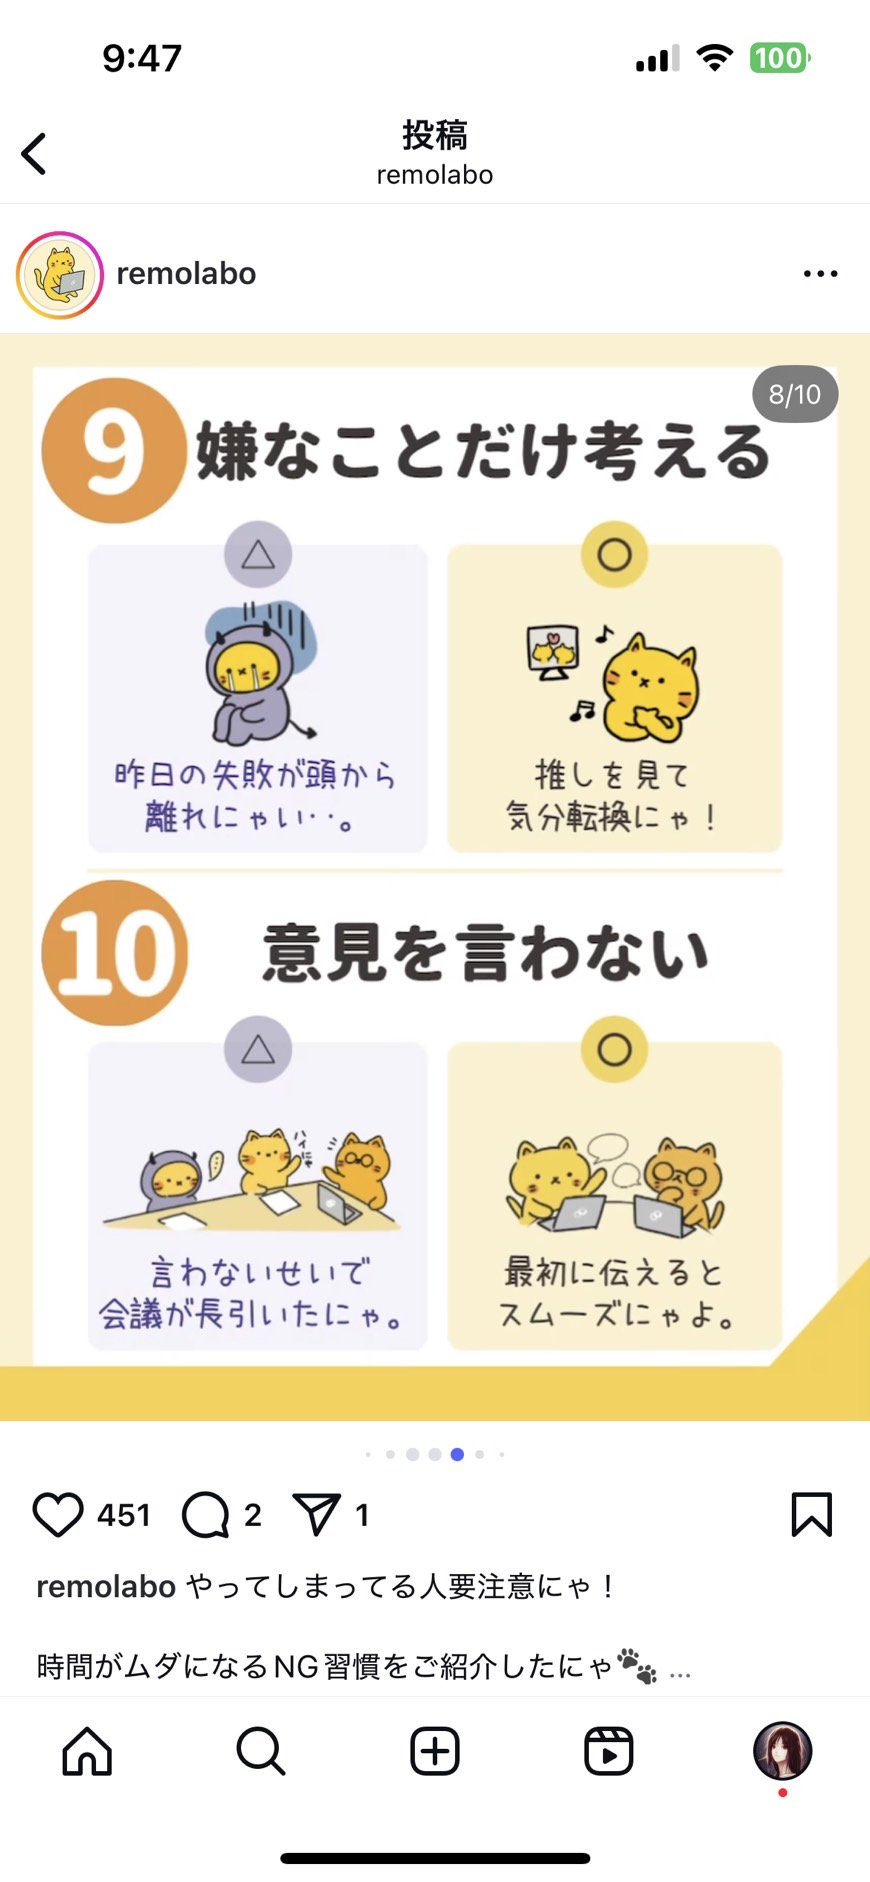 9:47
100
投稿
remolabo
remolabo
8/10
9 嫌なことだけ考える
△
○
昨日の失敗が頭から
離れにゃい‥。
推しを見て
気分転換にゃ！
10 意見を言わない
△
○
ハイにゃ
言わないせいで
会議が長引いたにゃ。
最初に伝えると
スムーズにゃよ。
451 2 1
remolabo やってしまってる人要注意にゃ！
時間がムダになるNG習慣をご紹介したにゃ🐾 ...